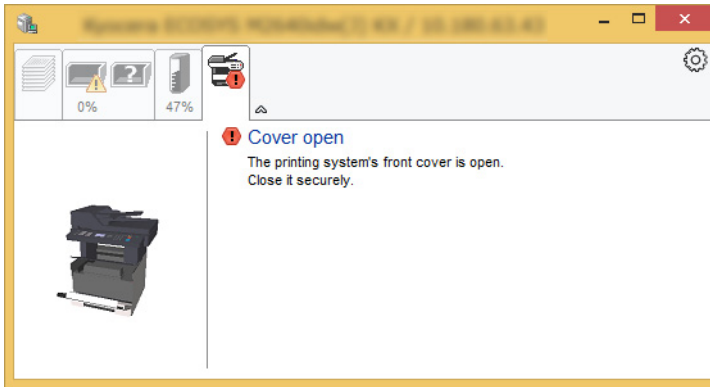 0%
47%
Cover open
The printing system's front cover is open.
Close it securely.